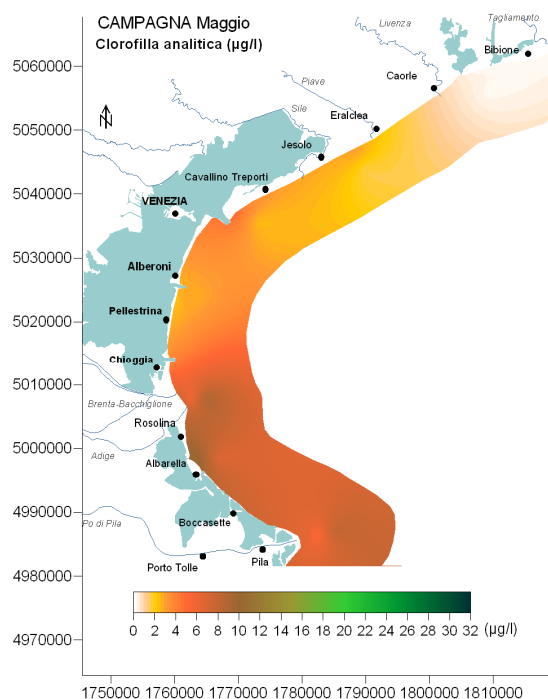 CAMPAGNA Maggio
Clorofilla analitica (µg/l)
Tagliamento
Livenza
Bibione
5060000
Caorle
Piave
Eralclea
Sile
N
5050000
Jesolo
Cavallino Treporti
5040000
VENEZIA
5030000
Alberoni
5020000
Pellestrina
Chioggia
5010000
Brenta-Bacchiglione
Rosolina
5000000
Adige
Albarella
4990000
Boccasette
Po di Pila
4980000
Porto Tolle
Pila
4970000
0 2 4 6 8 10 12 14 16 18 20 22 24 26 28 30 32 (µg/l)
1750000 1760000 1770000 1780000 1790000 1800000 1810000